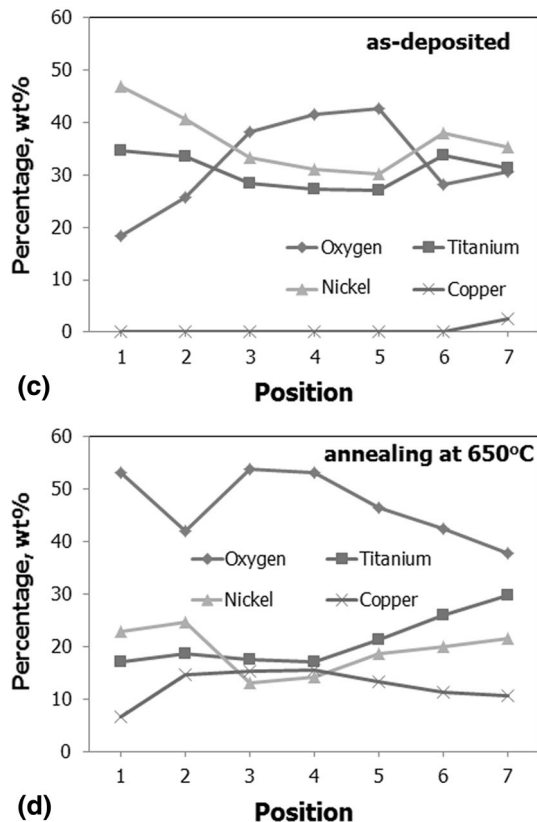 60
as-deposited
50
40
30
20
10
0
Percentage, wt%
Oxygen
Titanium
Nickel
Copper
1 2 3 4 5 6 7
(c)
Position
60
annealing at 650°C
50
40
30
20
10
0
Percentage, wt%
Oxygen
Titanium
Nickel
Copper
1 2 3 4 5 6 7
(d)
Position